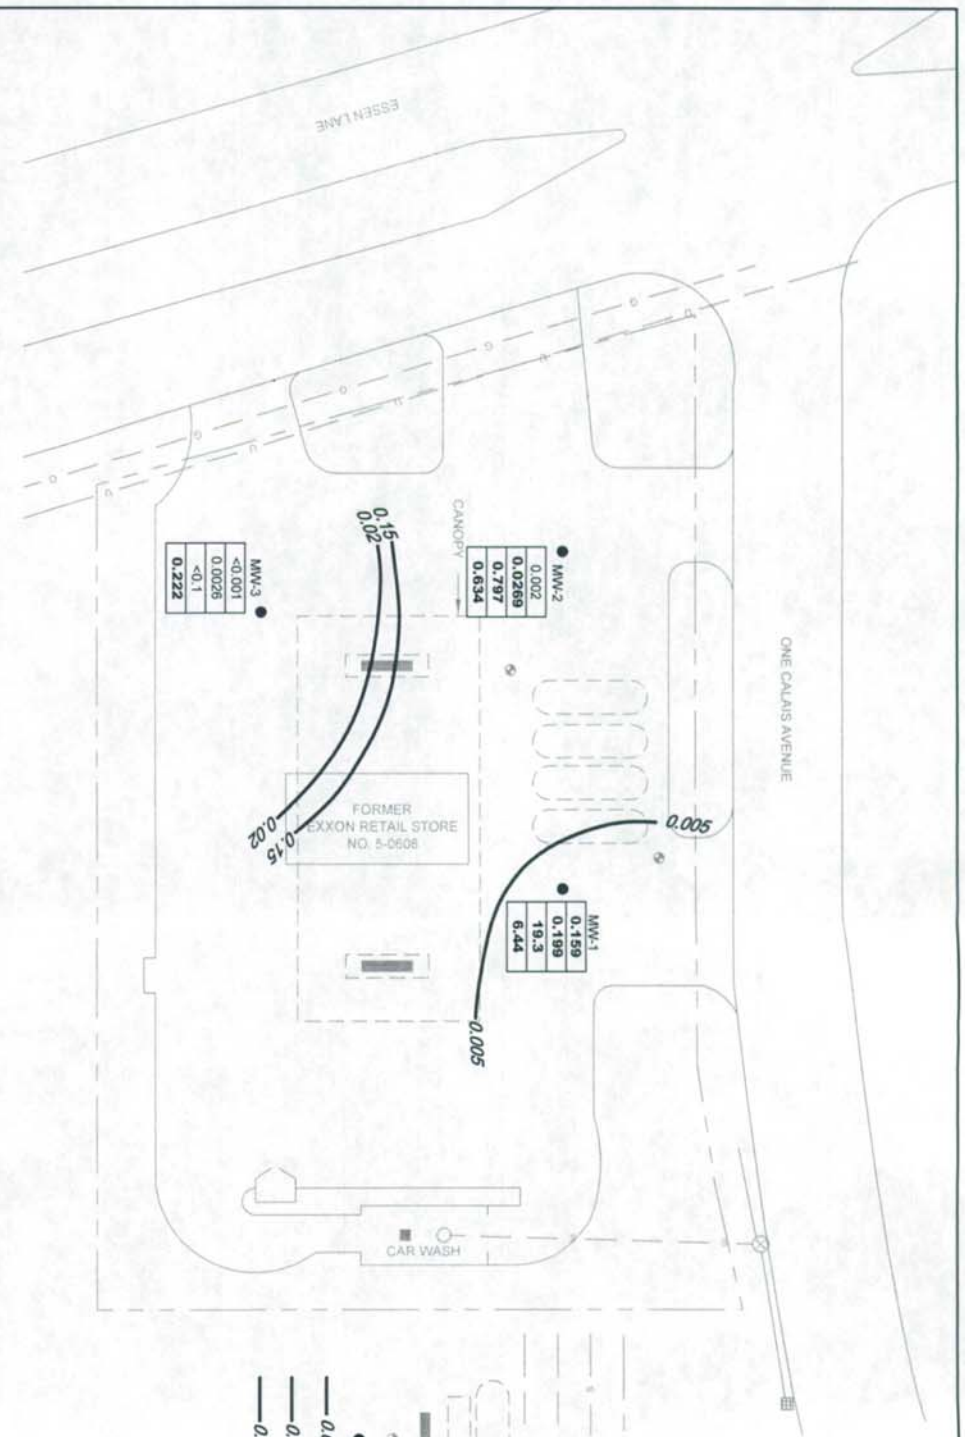 ESSEN LANE
ONE CALAIS AVENUE
CANOPY
MW-2
0.002
0.0269
0.797
0.634
MW-3
<0.001
0.0026
<0.1
0.222
MW-1
0.159
0.199
19.3
6.44
0.15
0.02
0.02
0.15
0.005
0.005
FORMER
EXXON RETAIL STORE
NO. 5-0608
CAR WASH